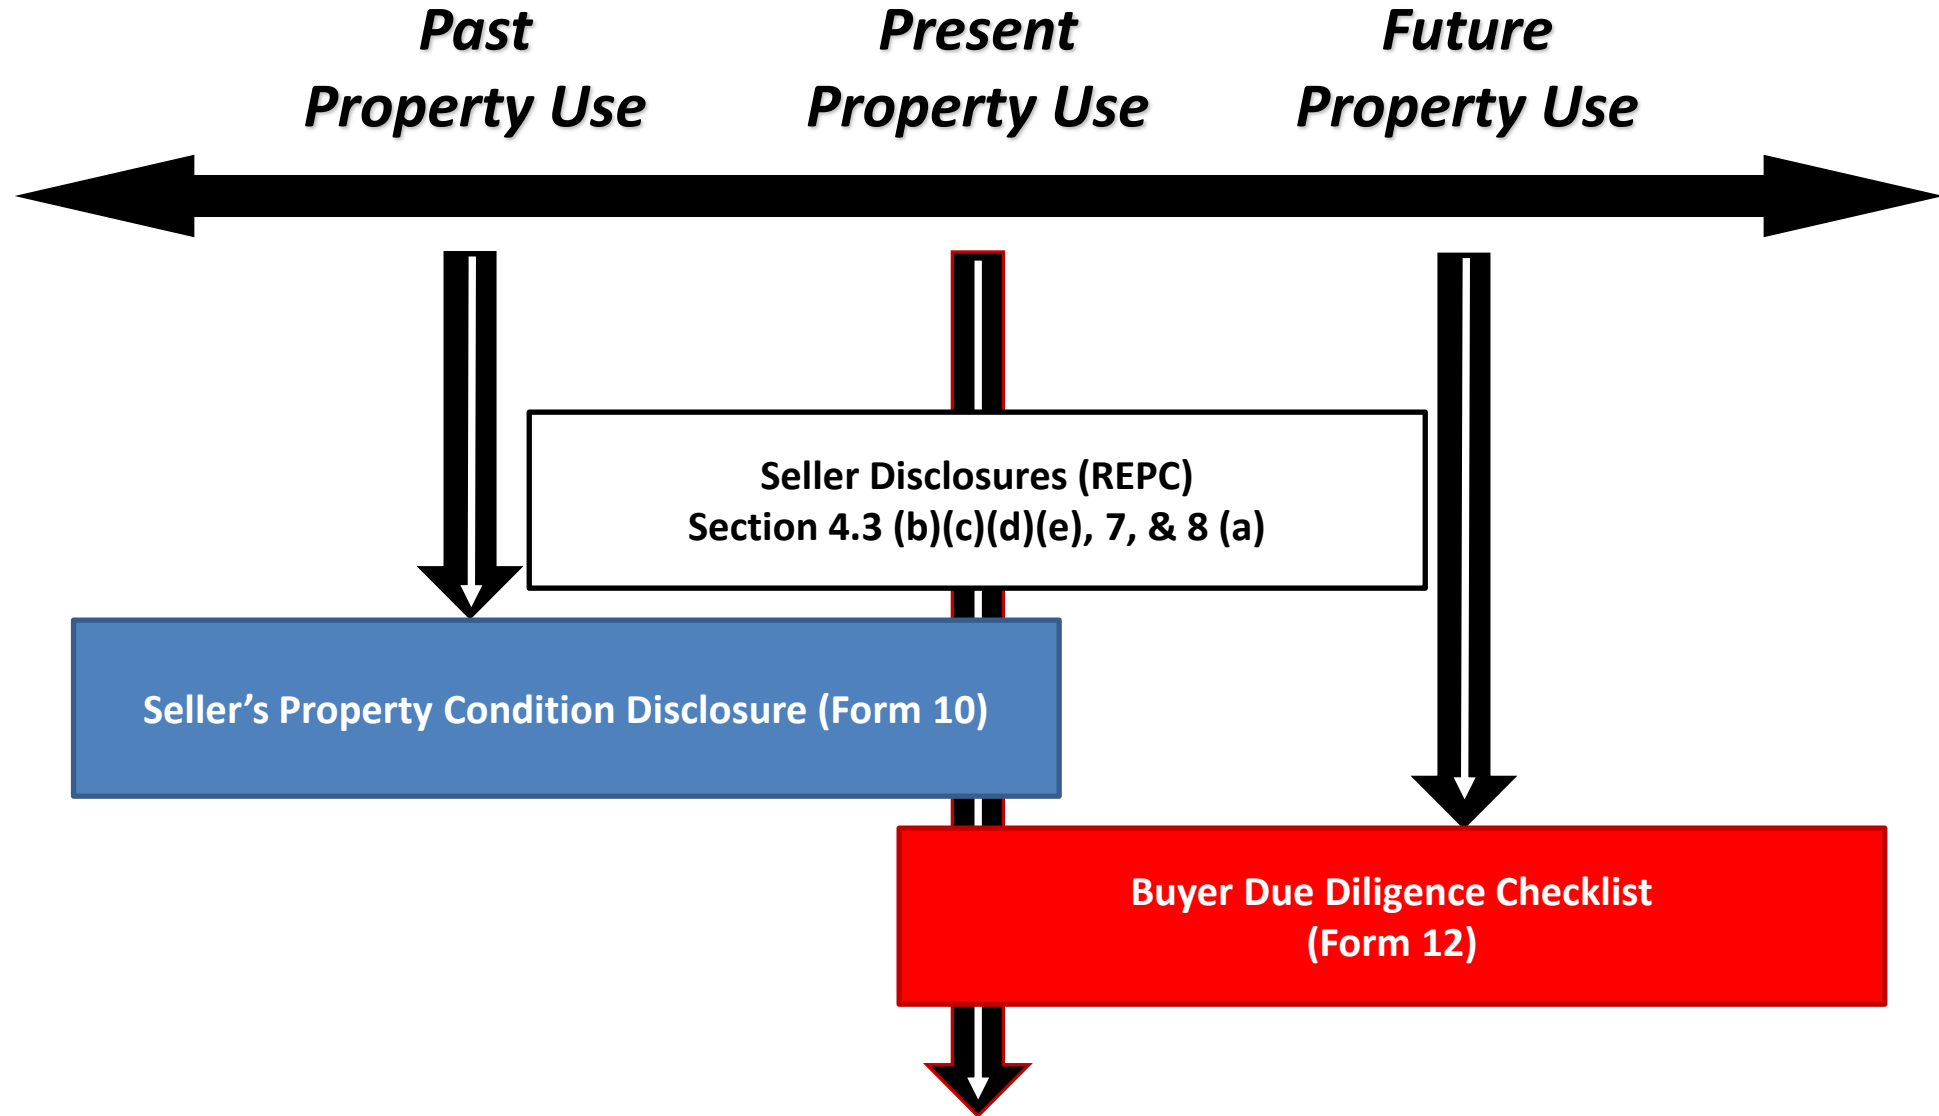 Past
Property Use
Present
Property Use
Future
Property Use
Seller Disclosures (REPC)
Section 4.3 (b)(c)(d)(e), 7, & 8 (a)
Seller’s Property Condition Disclosure (Form 10)
Buyer Due Diligence Checklist
(Form 12)